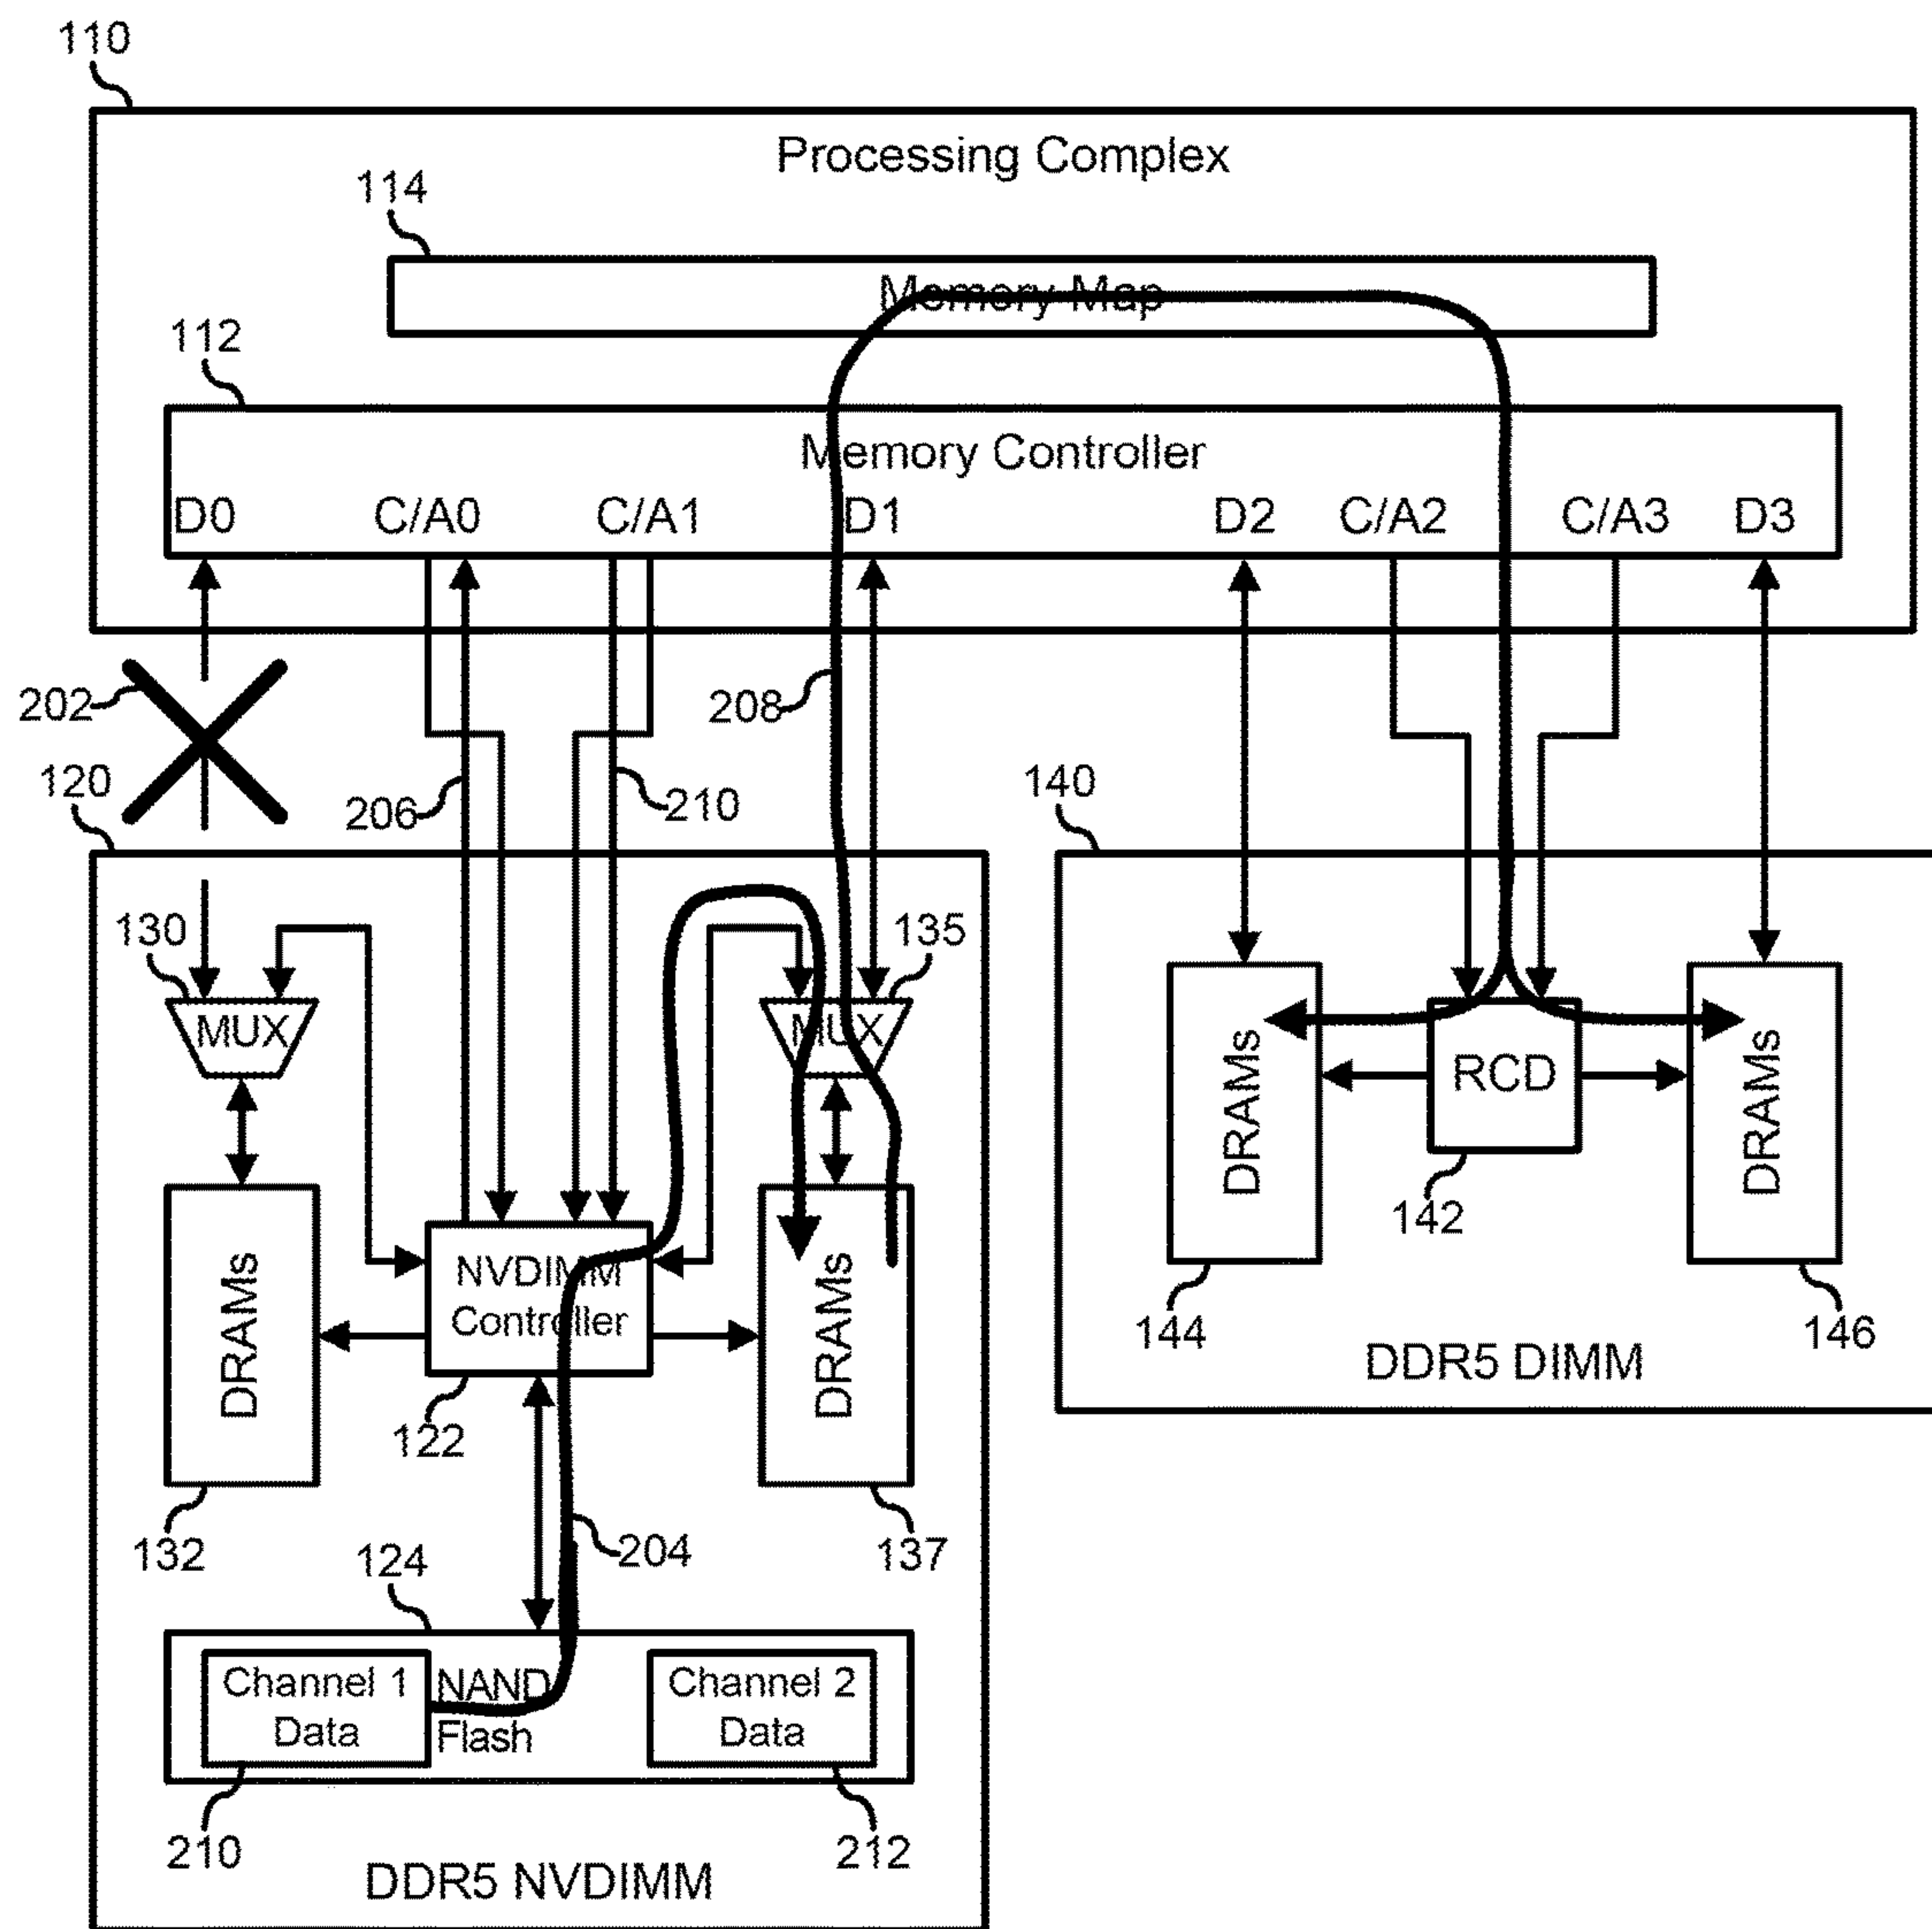 110
Processing Complex
114
Memory Map
112
Memory Controller
D0 C/A0 C/A1 D1 D2 C/A2 C/A3 D3
202
208
120
206
210
140
130
135
MUX
MUX
DRAMs
RCD
DRAMs
142
NVDIMM
Controller
DRAMs
DRAMs
144
146
DDR5 DIMM
122
132
124
204
137
Channel 1
Data
NAND
Flash
Channel 2
Data
210
212
DDR5 NVDIMM